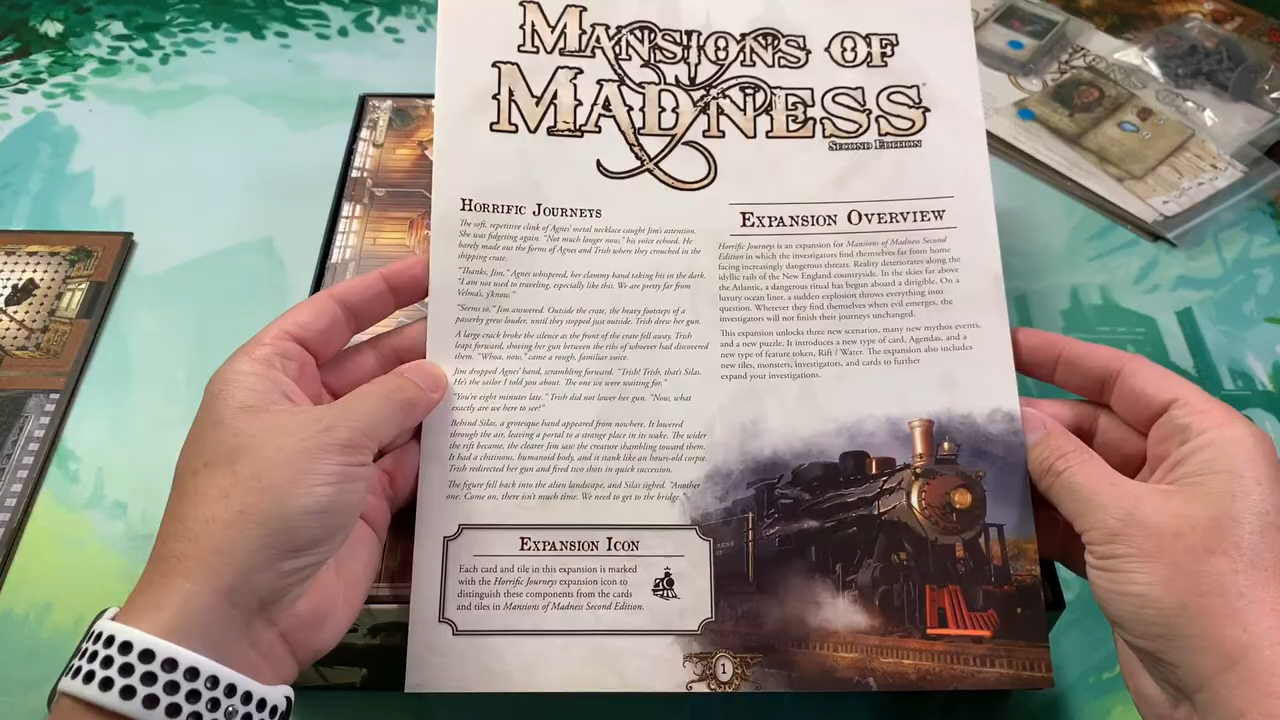 MANSIONS OF
MADNESS
SECOND EDITION
HORRIFIC JOURNEYS
The soft, repetitive clink of Agnes' metal necklace caught Jim's attention.
She was fidgeting again. "Not much longer now," his voice echoed. He
barely made out the forms of Agnes and Trish where they crouched in the
shipping crate.
"Thanks, Jim," Agnes whispered, her clammy hand taking his in the dark.
"I am not used to traveling, especially like this. We are pretty far from
Velma's, y'know."
"Seems so," Jim answered. Outside the crate, the heavy footsteps of a
passerby grew louder, until they stopped just outside. Trish drew her gun.
A large crack broke the silence as the front of the crate fell away. Trish
leapt forward, shoving her gun between the ribs of whoever had discovered
them. "Whoa, now," came a rough, familiar voice.
Jim dropped Agnes' hand, scrambling forward. "Trish! Trish, that's Silas.
He's the sailor I told you about. The one we were waiting for."
"You're eight minutes late." Trish did not lower her gun. "Now, what
exactly are we here to see?"
Behind Silas, a grotesque hand appeared from nowhere. It lowered
through the air, leaving a portal to a strange place in its wake. The wider
the rift became, the clearer Jim saw the creature shambling toward them.
It had a chitinous, humanoid body, and it stank like an hours-old corpse.
Trish redirected her gun and fired two shots in quick succession.
The figure fell back into the alien landscape, and Silas sighed. "Another
one. Come on, there isn't much time. We need to get to the bridge."
EXPANSION ICON
Each card and tile in this expansion is marked
with the Horrific Journeys expansion icon to
distinguish these components from the cards
and tiles in Mansions of Madness Second Edition.
EXPANSION OVERVIEW
Horrific Journeys is an expansion for Mansions of Madness Second
Edition in which the investigators find themselves far from home
facing increasingly dangerous threats. Reality deteriorates along the
idyllic rails of the New England countryside. In the skies far above
the Atlantic, a dangerous ritual has begun aboard a dirigible. On a
luxury ocean liner, a sudden explosion throws everything into
question. Wherever they find themselves when evil emerges, the
investigators will not finish their journeys unchanged.
This expansion unlocks three new scenarios, many new mythos events,
and a new puzzle. It introduces a new type of card, Agendas, and a
new type of feature token, Rift / Water. The expansion also includes
new tiles, monsters, investigators, and cards to further
expand your investigations.
1